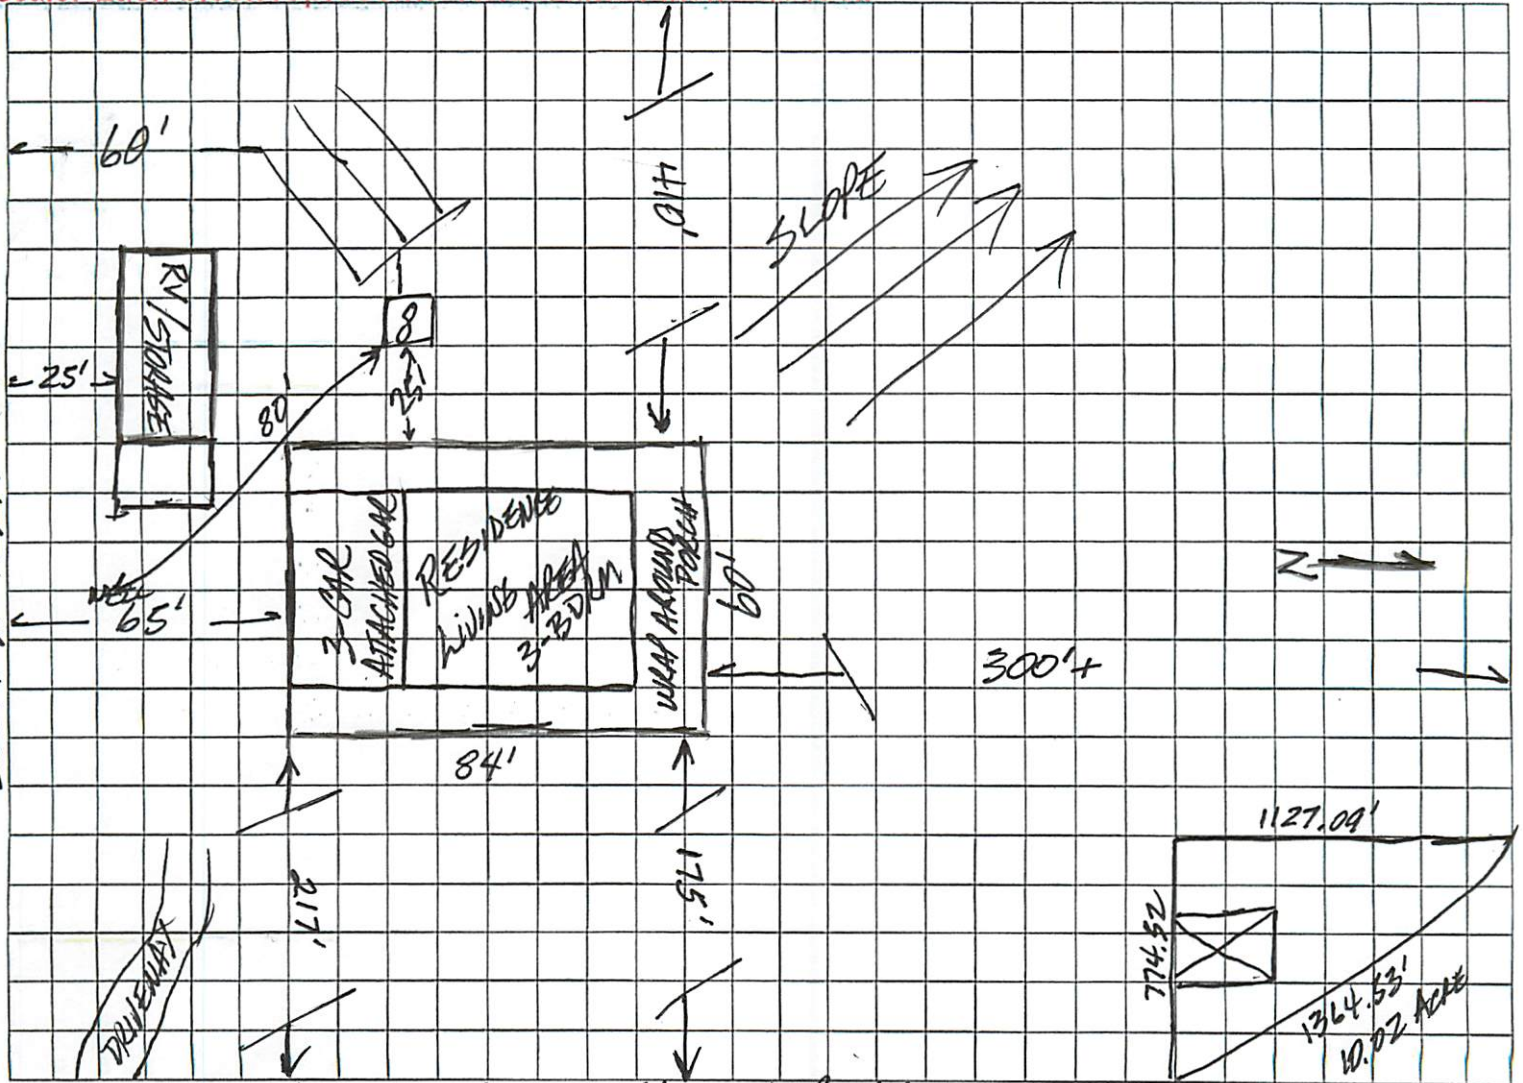 60'
410'
SLOPE
RV/STORAGE
25'
8
25'
80'
WELL
65'
3-CAR
ATTACHED GAR
RESIDENCE
LIVING AREA
3-BDRM
WRAP AROUND
PORCH
60'
N
300'+
84'
217'
175'
DRIVEWAY
1127.09'
774.52
1364.53'
10.02 ACRE